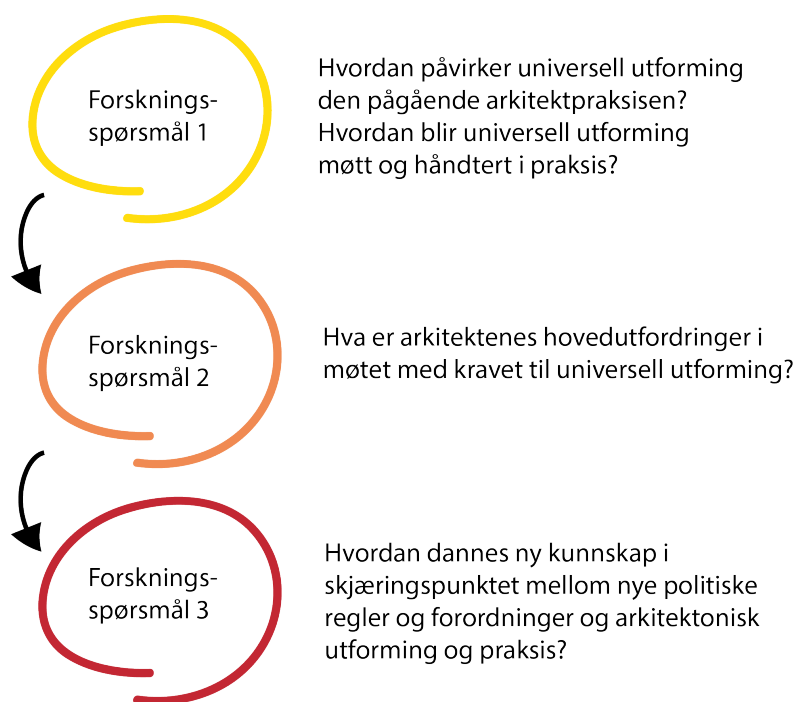 Forsknings-
spørsmål 1
Hvordan påvirker universell utforming
den pågående arkitektpraksisen?
Hvordan blir universell utforming
møtt og håndtert i praksis?
Forsknings-
spørsmål 2
Hva er arkitektenes hovedutfordringer i
møtet med kravet til universell utforming?
Forsknings-
spørsmål 3
Hvordan dannes ny kunnskap i
skjæringspunktet mellom nye politiske
regler og forordninger og arkitektonisk
utforming og praksis?